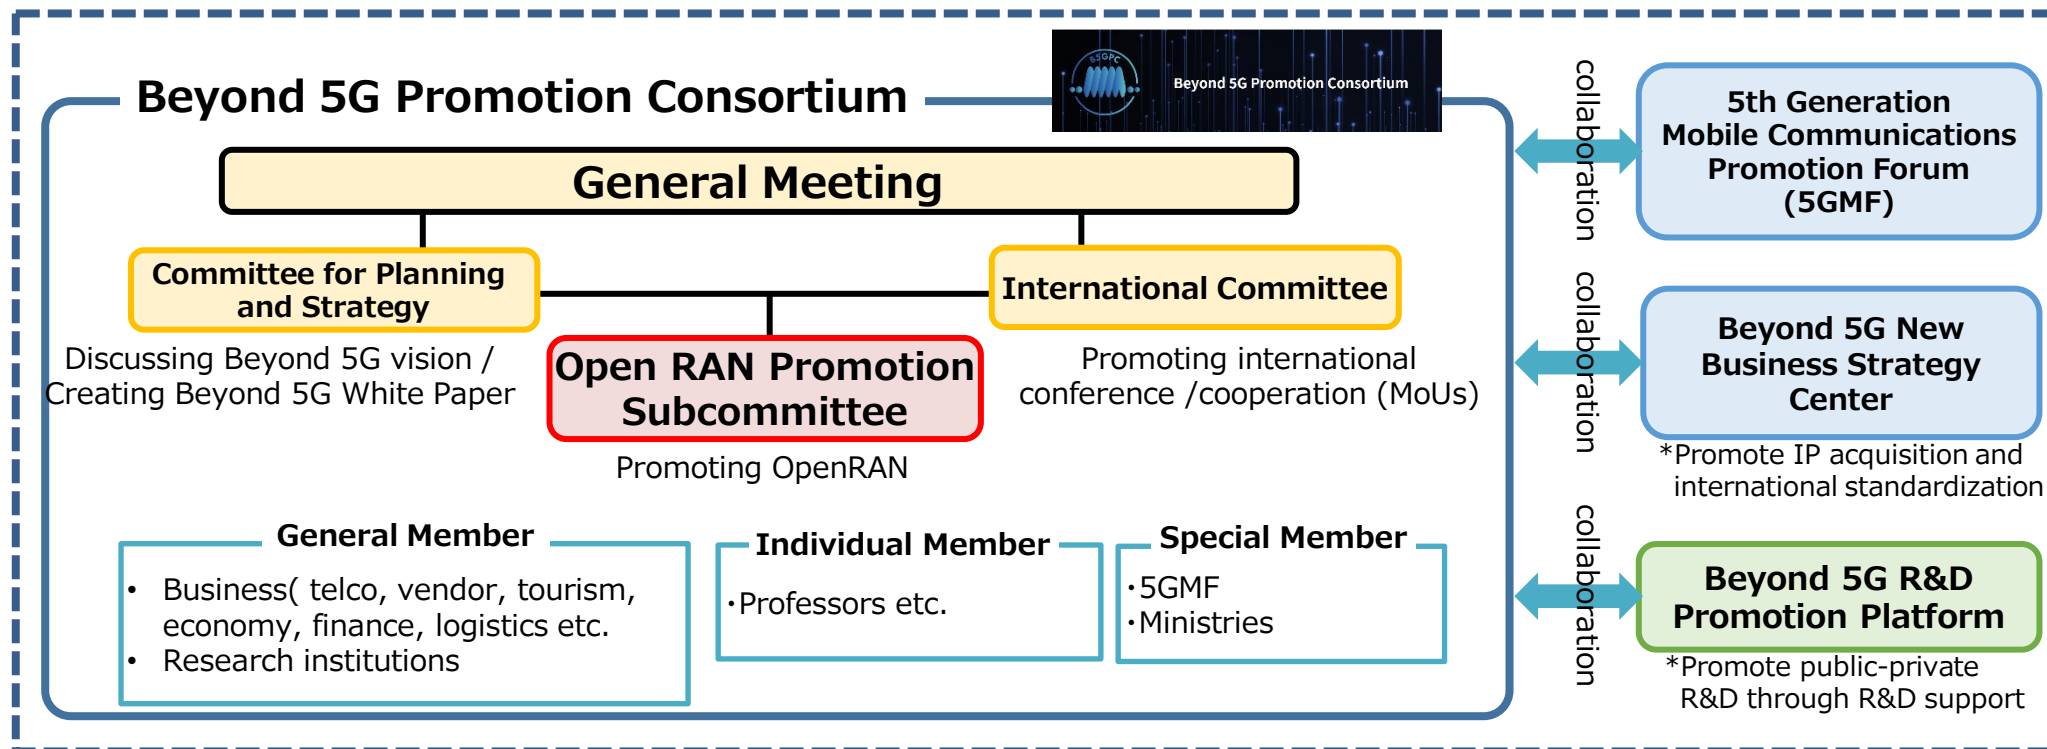 Beyond 5G Promotion Consortium
B5GPC
Beyond 5G Promotion Consortium
General Meeting
Committee for Planning
and Strategy
International Committee
Discussing Beyond 5G vision /
Creating Beyond 5G White Paper
Open RAN Promotion
Subcommittee
Promoting OpenRAN
Promoting international
conference /cooperation (MoUs)
General Member
• Business( telco, vendor, tourism,
economy, finance, logistics etc.
• Research institutions
Individual Member
・Professors etc.
Special Member
・5GMF
・Ministries
collaboration
5th Generation
Mobile Communications
Promotion Forum
(5GMF)
collaboration
Beyond 5G New
Business Strategy
Center
*Promote IP acquisition and
international standardization
collaboration
Beyond 5G R&D
Promotion Platform
*Promote public-private
R&D through R&D support